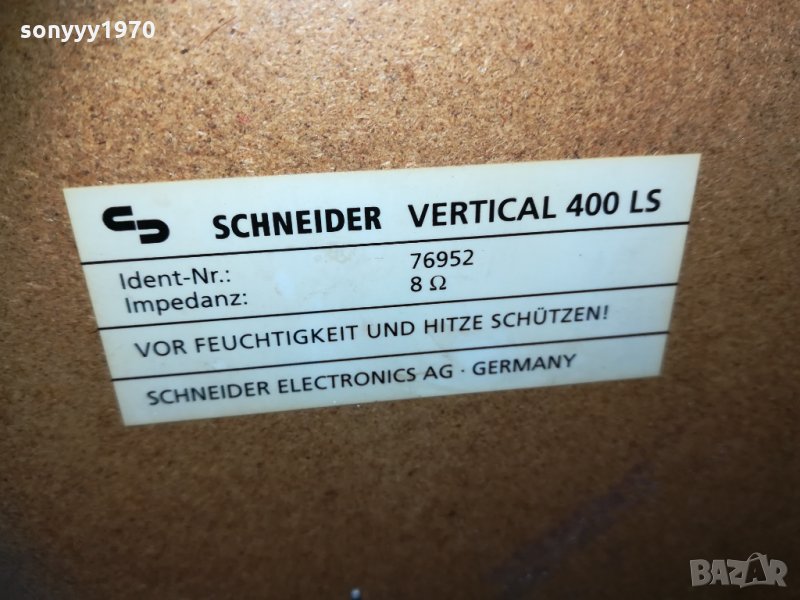 sonyyy1970
SCHNEIDER VERTICAL 400 LS
Ident-Nr.: 76952
Impedanz: 8 Ω
VOR FEUCHTIGKEIT UND HITZE SCHÜTZEN!
SCHNEIDER ELECTRONICS AG · GERMANY
BAZAR